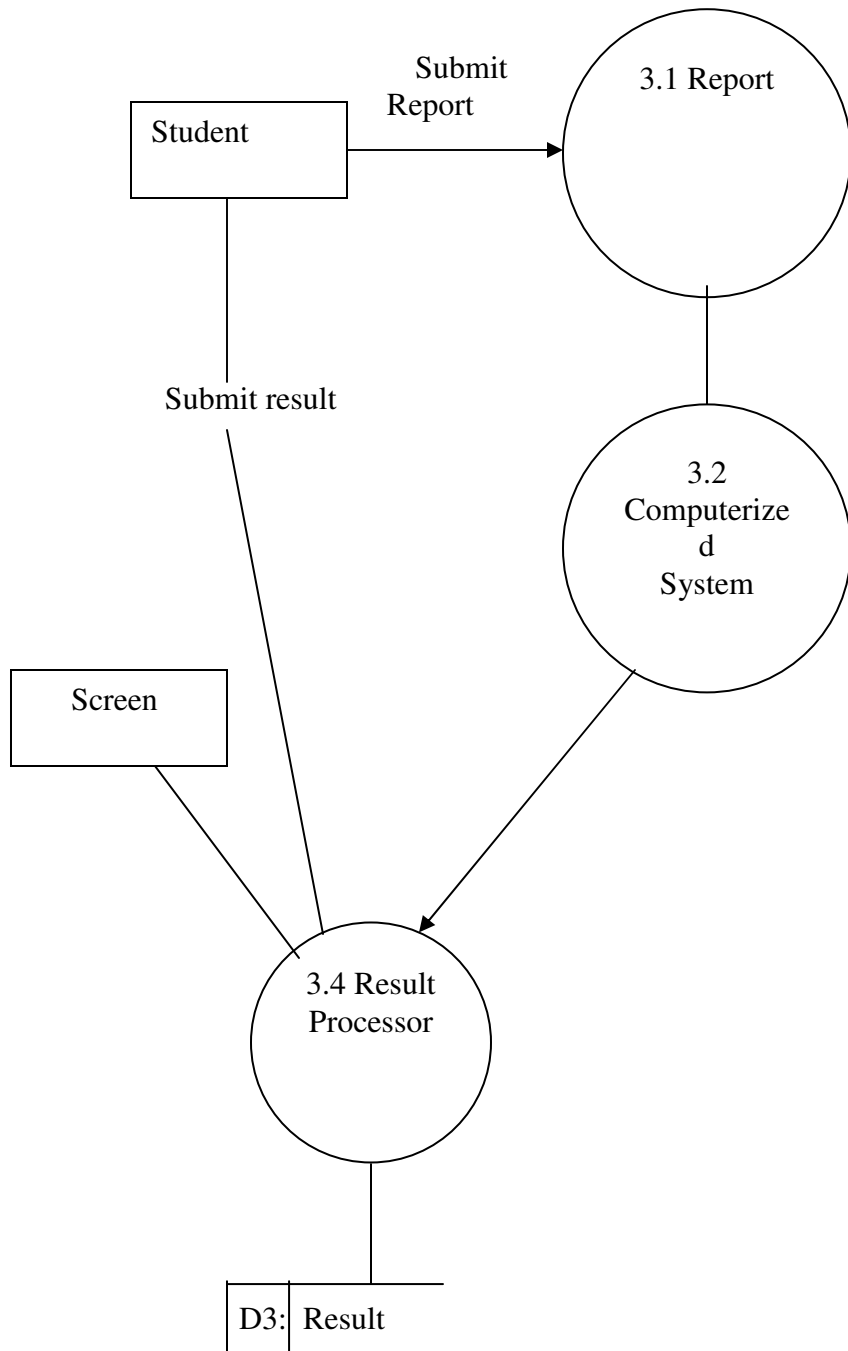 Submit
Report
3.1 Report
Student
Submit result
3.2
Computerize
d
System
Screen
3.4 Result
Processor
D3: Result